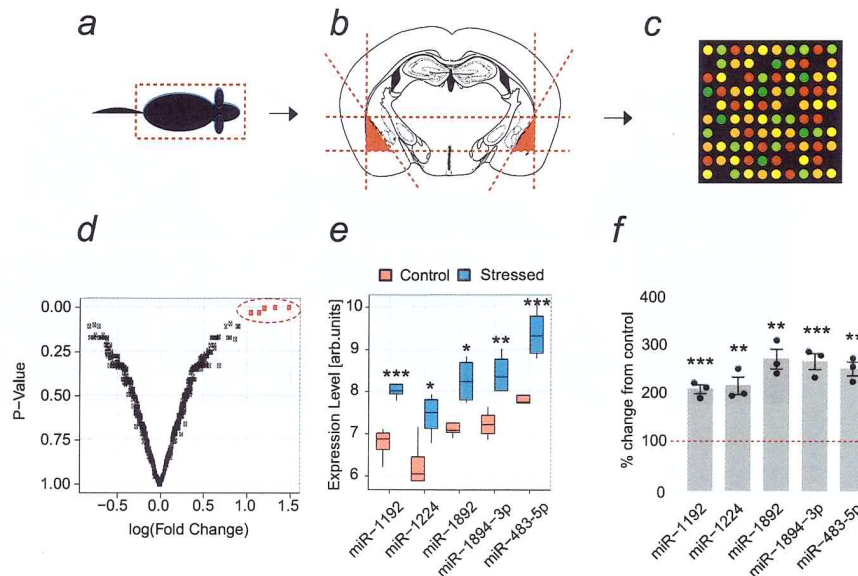 a
b
c
d
P-Value
0.00
0.25
0.50
0.75
1.00
-0.5
0.0
0.5
1.0
1.5
log(Fold Change)
e
Control
Stressed
Expression Level [arb.units]
10
9
8
7
6
***
*
*
**
***
miR-1192
miR-1224
miR-1892
miR-1894-3p
miR-483-5p
f
% change from control
400
300
200
100
0
***
**
**
***
**
miR-1192
miR-1224
miR-1892
miR-1894-3p
miR-483-5p